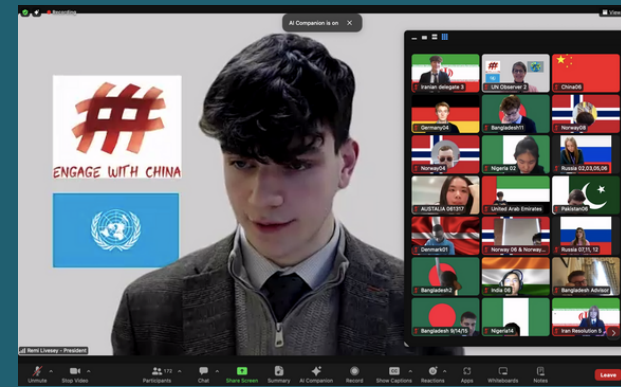 Recording
AI Companion is on
View
ENGAGE WITH CHINA
Iranian delegate 3
UN Observer 2
China06
Germany04
Bangladesh11
Norway08
Norway04
Nigeria 02
Russia 02,03,05,06
AUSTALIA 061317
United Arab Emirates
Pakistan06
Denmark01
Norway 06 & Norway...
Russia 07,11, 12
Bangladesh2
India 06
Bangladesh Advisor
Bangladesh 9/14/15
Nigeria14
Iran Resolution 5
Remi Livesey - President
172
Unmute
Stop Video
Participants
Chat
Share Screen
Summary
AI Companion
Record
Show Captions
Reactions
Apps
Whiteboards
Notes
Leave